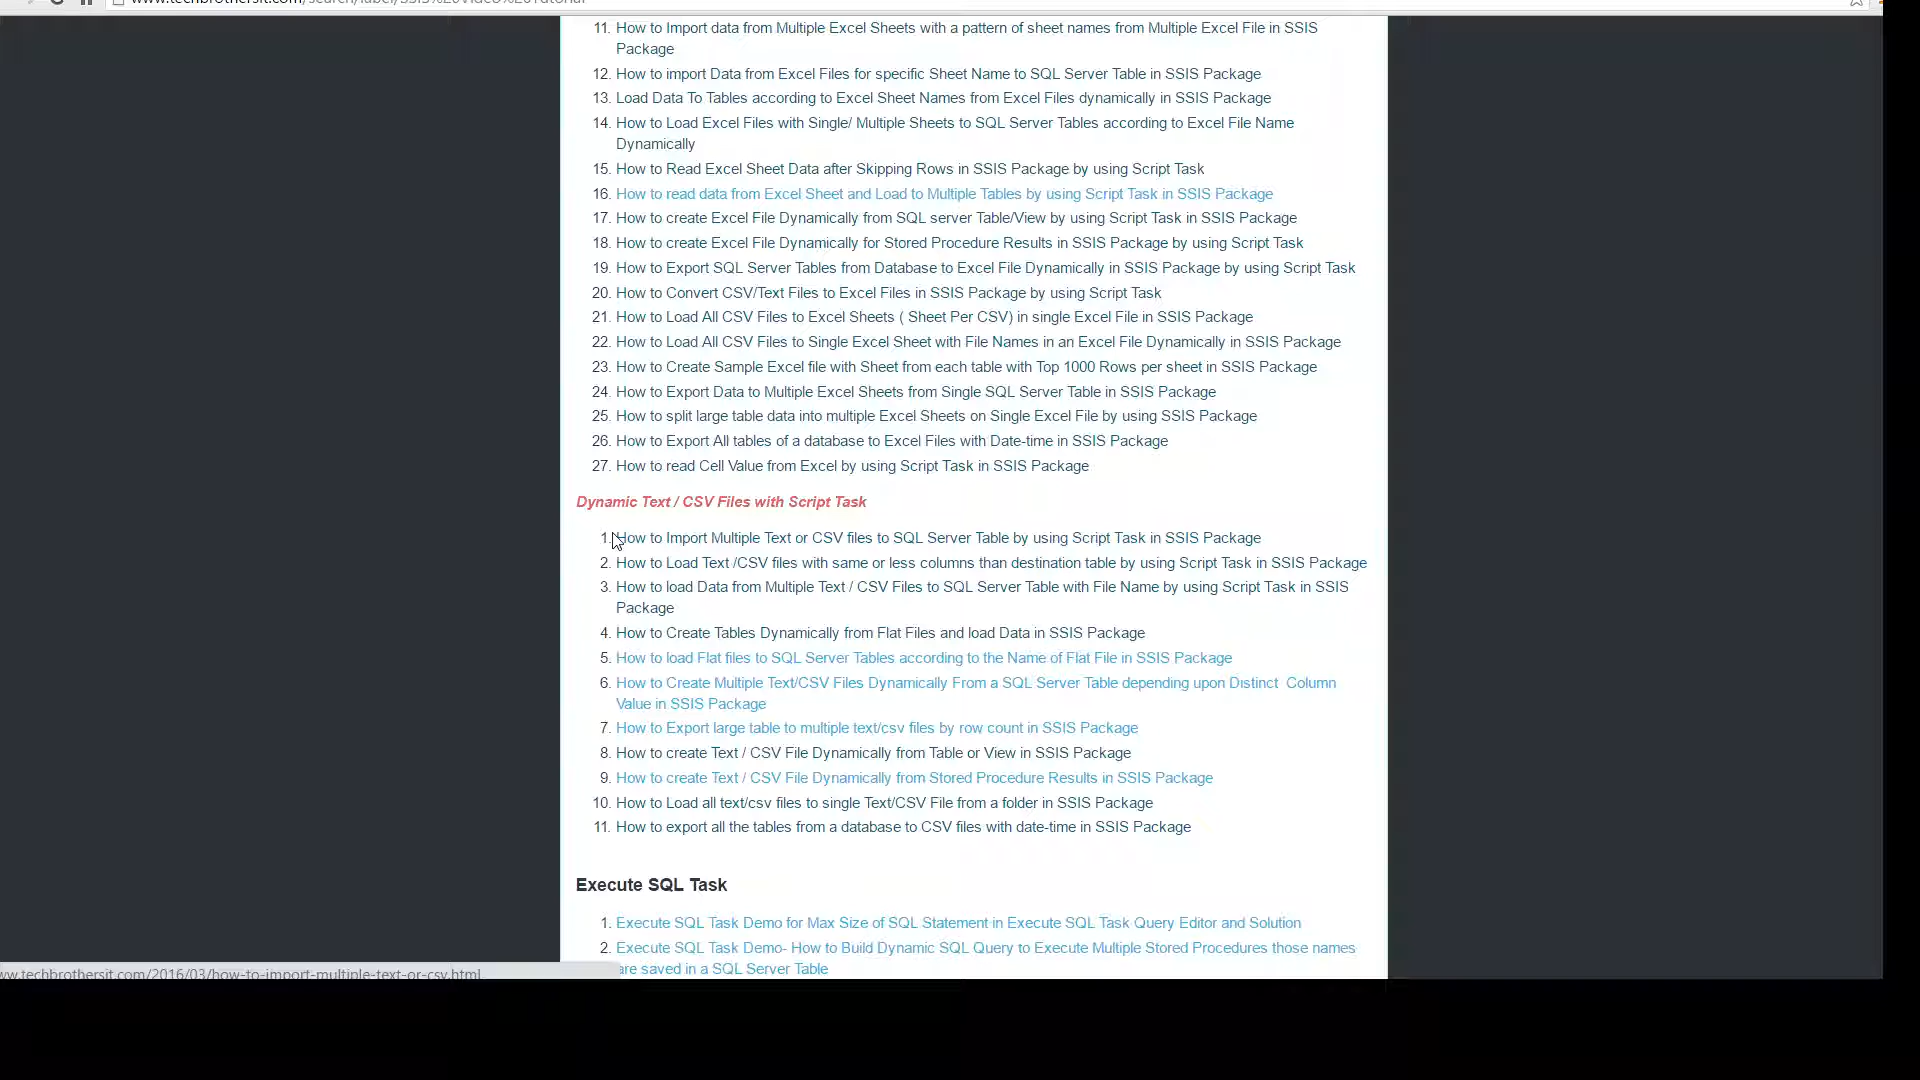 www.techbrothersit.com/search/label/SSIS%20Video%20Tutorial
11. How to Import data from Multiple Excel Sheets with a pattern of sheet names from Multiple Excel File in SSIS
Package
12. How to import Data from Excel Files for specific Sheet Name to SQL Server Table in SSIS Package
13. Load Data To Tables according to Excel Sheet Names from Excel Files dynamically in SSIS Package
14. How to Load Excel Files with Single/ Multiple Sheets to SQL Server Tables according to Excel File Name
Dynamically
15. How to Read Excel Sheet Data after Skipping Rows in SSIS Package by using Script Task
16. How to read data from Excel Sheet and Load to Multiple Tables by using Script Task in SSIS Package
17. How to create Excel File Dynamically from SQL server Table/View by using Script Task in SSIS Package
18. How to create Excel File Dynamically for Stored Procedure Results in SSIS Package by using Script Task
19. How to Export SQL Server Tables from Database to Excel File Dynamically in SSIS Package by using Script Task
20. How to Convert CSV/Text Files to Excel Files in SSIS Package by using Script Task
21. How to Load All CSV Files to Excel Sheets ( Sheet Per CSV) in single Excel File in SSIS Package
22. How to Load All CSV Files to Single Excel Sheet with File Names in an Excel File Dynamically in SSIS Package
23. How to Create Sample Excel file with Sheet from each table with Top 1000 Rows per sheet in SSIS Package
24. How to Export Data to Multiple Excel Sheets from Single SQL Server Table in SSIS Package
25. How to split large table data into multiple Excel Sheets on Single Excel File by using SSIS Package
26. How to Export All tables of a database to Excel Files with Date-time in SSIS Package
27. How to read Cell Value from Excel by using Script Task in SSIS Package
Dynamic Text / CSV Files with Script Task
1. How to Import Multiple Text or CSV files to SQL Server Table by using Script Task in SSIS Package
2. How to Load Text /CSV files with same or less columns than destination table by using Script Task in SSIS Package
3. How to load Data from Multiple Text / CSV Files to SQL Server Table with File Name by using Script Task in SSIS
Package
4. How to Create Tables Dynamically from Flat Files and load Data in SSIS Package
5. How to load Flat files to SQL Server Tables according to the Name of Flat File in SSIS Package
6. How to Create Multiple Text/CSV Files Dynamically From a SQL Server Table depending upon Distinct  Column
Value in SSIS Package
7. How to Export large table to multiple text/csv files by row count in SSIS Package
8. How to create Text / CSV File Dynamically from Table or View in SSIS Package
9. How to create Text / CSV File Dynamically from Stored Procedure Results in SSIS Package
10. How to Load all text/csv files to single Text/CSV File from a folder in SSIS Package
11. How to export all the tables from a database to CSV files with date-time in SSIS Package
Execute SQL Task
1. Execute SQL Task Demo for Max Size of SQL Statement in Execute SQL Task Query Editor and Solution
2. Execute SQL Task Demo- How to Build Dynamic SQL Query to Execute Multiple Stored Procedures those names
are saved in a SQL Server Table
ww.techbrothersit.com/2016/03/how-to-import-multiple-text-or-csv.html